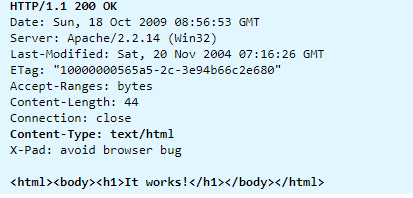 HTTP/1.1 200 OK
Date: Sun, 18 Oct 2009 08:56:53 GMT
Server: Apache/2.2.14 (Win32)
Last-Modified: Sat, 20 Nov 2004 07:16:26 GMT
ETag: "10000000565a5-2c-3e94b66c2e680"
Accept-Ranges: bytes
Content-Length: 44
Connection: close
Content-Type: text/html
X-Pad: avoid browser bug
<html><body><h1>It works!</h1></body></html>